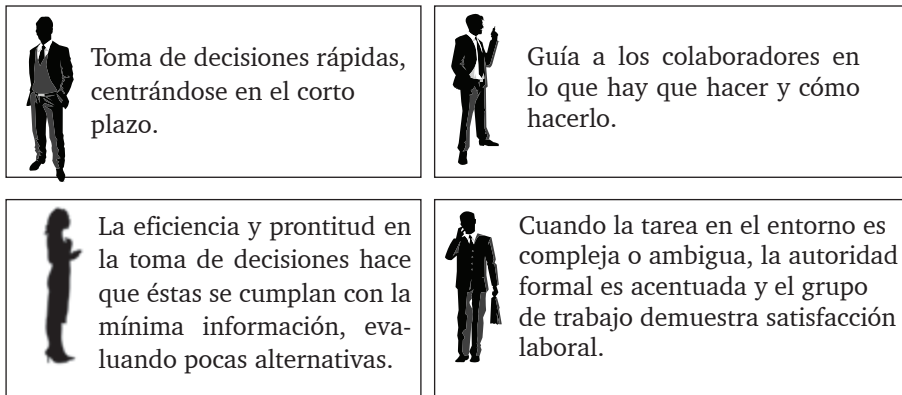 Toma de decisiones rápidas,
centrándose en el corto
plazo.
Guía a los colaboradores en
lo que hay que hacer y cómo
hacerlo.
La eficiencia y prontitud en
la toma de decisiones hace
que éstas se cumplan con la
mínima información, eva-
luando pocas alternativas.
Cuando la tarea en el entorno es
compleja o ambigua, la autoridad
formal es acentuada y el grupo
de trabajo demuestra satisfacción
laboral.